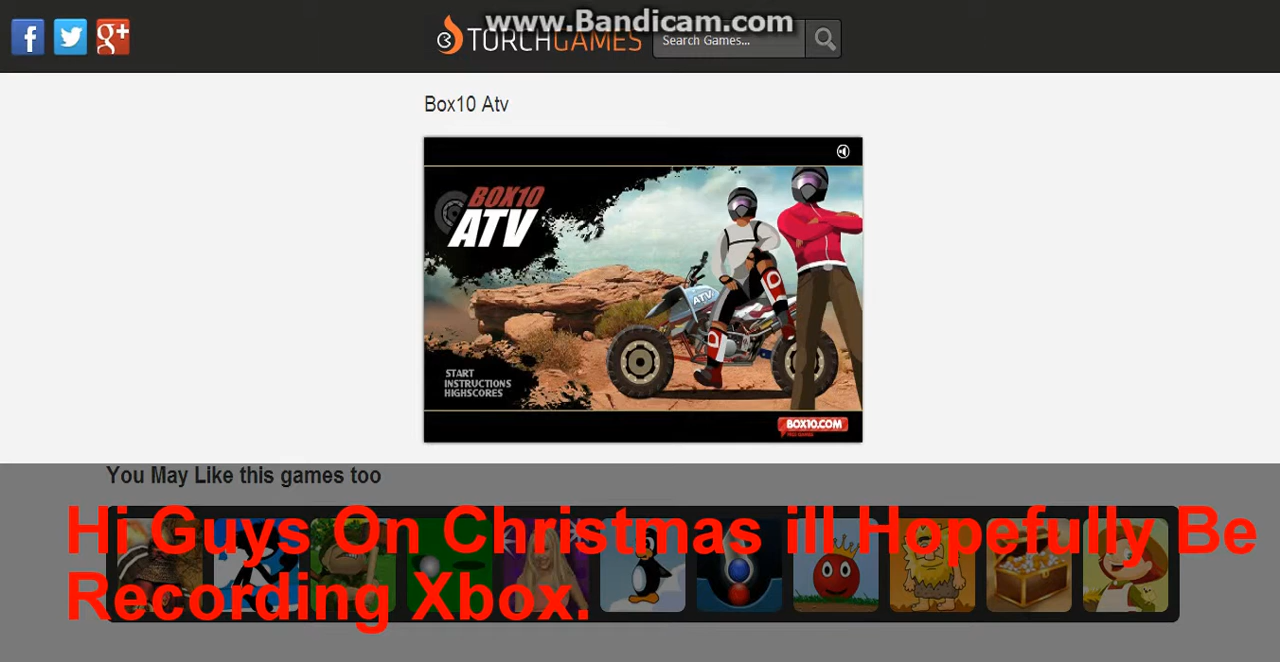 www.Bandicam.com
TORCHGAMES
Search Games...
Box10 Atv
BOX10
ATV
ATV
START
INSTRUCTIONS
HIGHSCORES
BOX10.COM
You May Like this games too
Hi Guys On Christmas ill Hopefully Be
Recording Xbox.